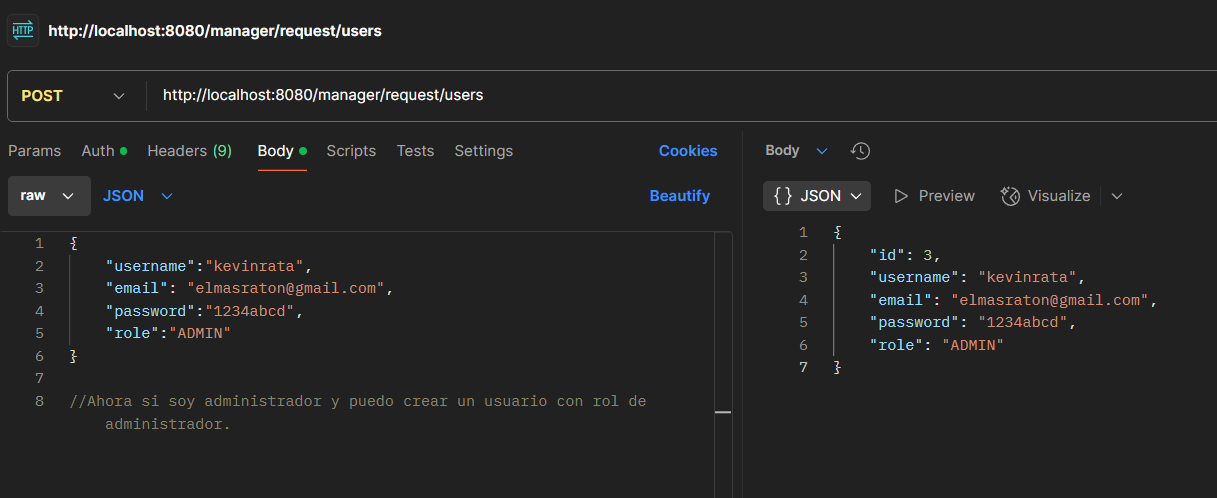 HTTP http://localhost:8080/manager/request/users
POST http://localhost:8080/manager/request/users
Params Auth Headers (9) Body Scripts Tests Settings Cookies
raw JSON Beautify
1 {
2 "username":"kevinrata",
3 "email": "elmasraton@gmail.com",
4 "password":"1234abcd",
5 "role":"ADMIN"
6 }
7
8 //Ahora si soy administrador y puedo crear un usuario con rol de
administrador.
Body
{} JSON Preview Visualize
1 {
2 "id": 3,
3 "username": "kevinrata",
4 "email": "elmasraton@gmail.com",
5 "password": "1234abcd",
6 "role": "ADMIN"
7 }